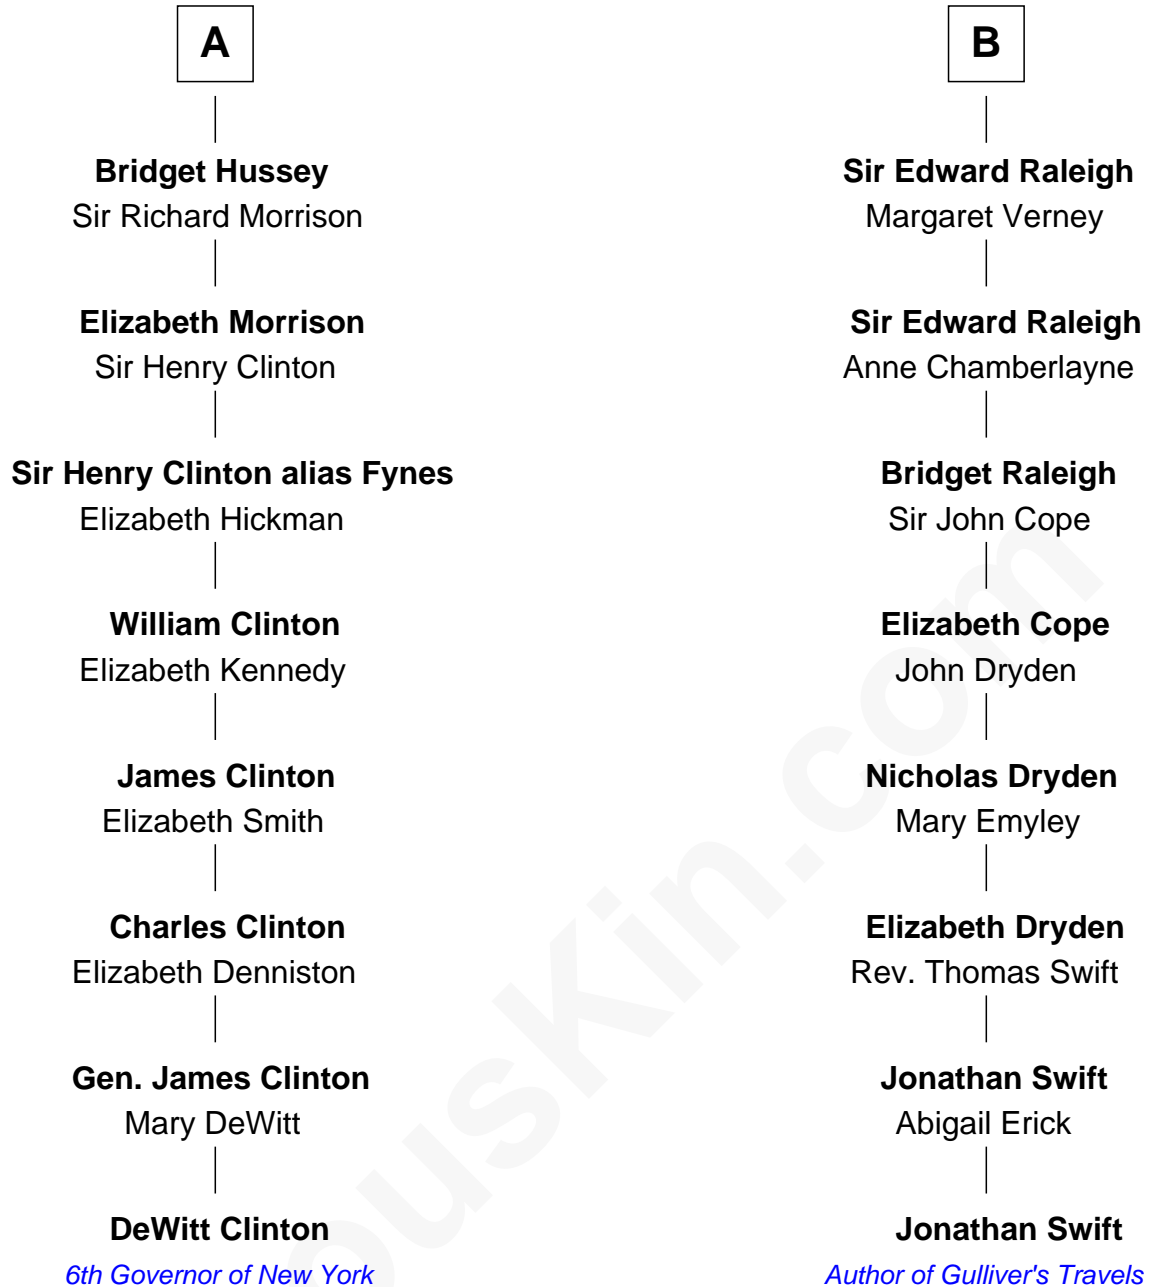 A
Bridget Hussey
Sir Richard Morrison
Elizabeth Morrison
Sir Henry Clinton
Sir Henry Clinton alias Fynes
Elizabeth Hickman
William Clinton
Elizabeth Kennedy
James Clinton
Elizabeth Smith
Charles Clinton
Elizabeth Denniston
Gen. James Clinton
Mary DeWitt
DeWitt Clinton
6th Governor of New York
B
Sir Edward Raleigh
Margaret Verney
Sir Edward Raleigh
Anne Chamberlayne
Bridget Raleigh
Sir John Cope
Elizabeth Cope
John Dryden
Nicholas Dryden
Mary Emyley
Elizabeth Dryden
Rev. Thomas Swift
Jonathan Swift
Abigail Erick
Jonathan Swift
Author of Gulliver's Travels
ousKin.com